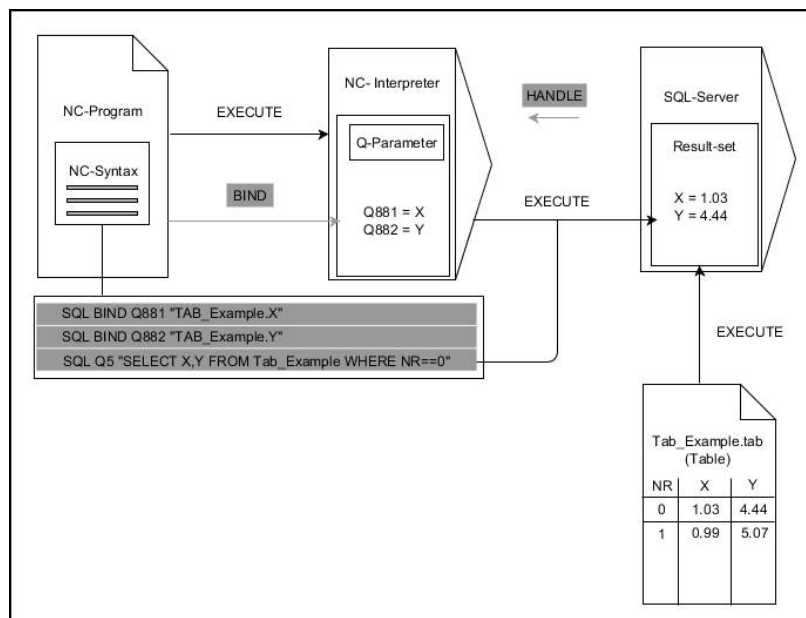 NC-Program
NC-Syntax
EXECUTE
BIND
NC- Interpreter
Q-Parameter
Q881 = X
Q882 = Y
HANDLE
EXECUTE
SQL-Server
Result-set
X = 1.03
Y = 4.44
SQL BIND Q881 "TAB_Example.X"
SQL BIND Q882 "TAB_Example.Y"
SQL Q5 "SELECT X,Y FROM Tab_Example WHERE NR==0"
EXECUTE
Tab_Example.tab
(Table)
NR X Y
0 1.03 4.44
1 0.99 5.07